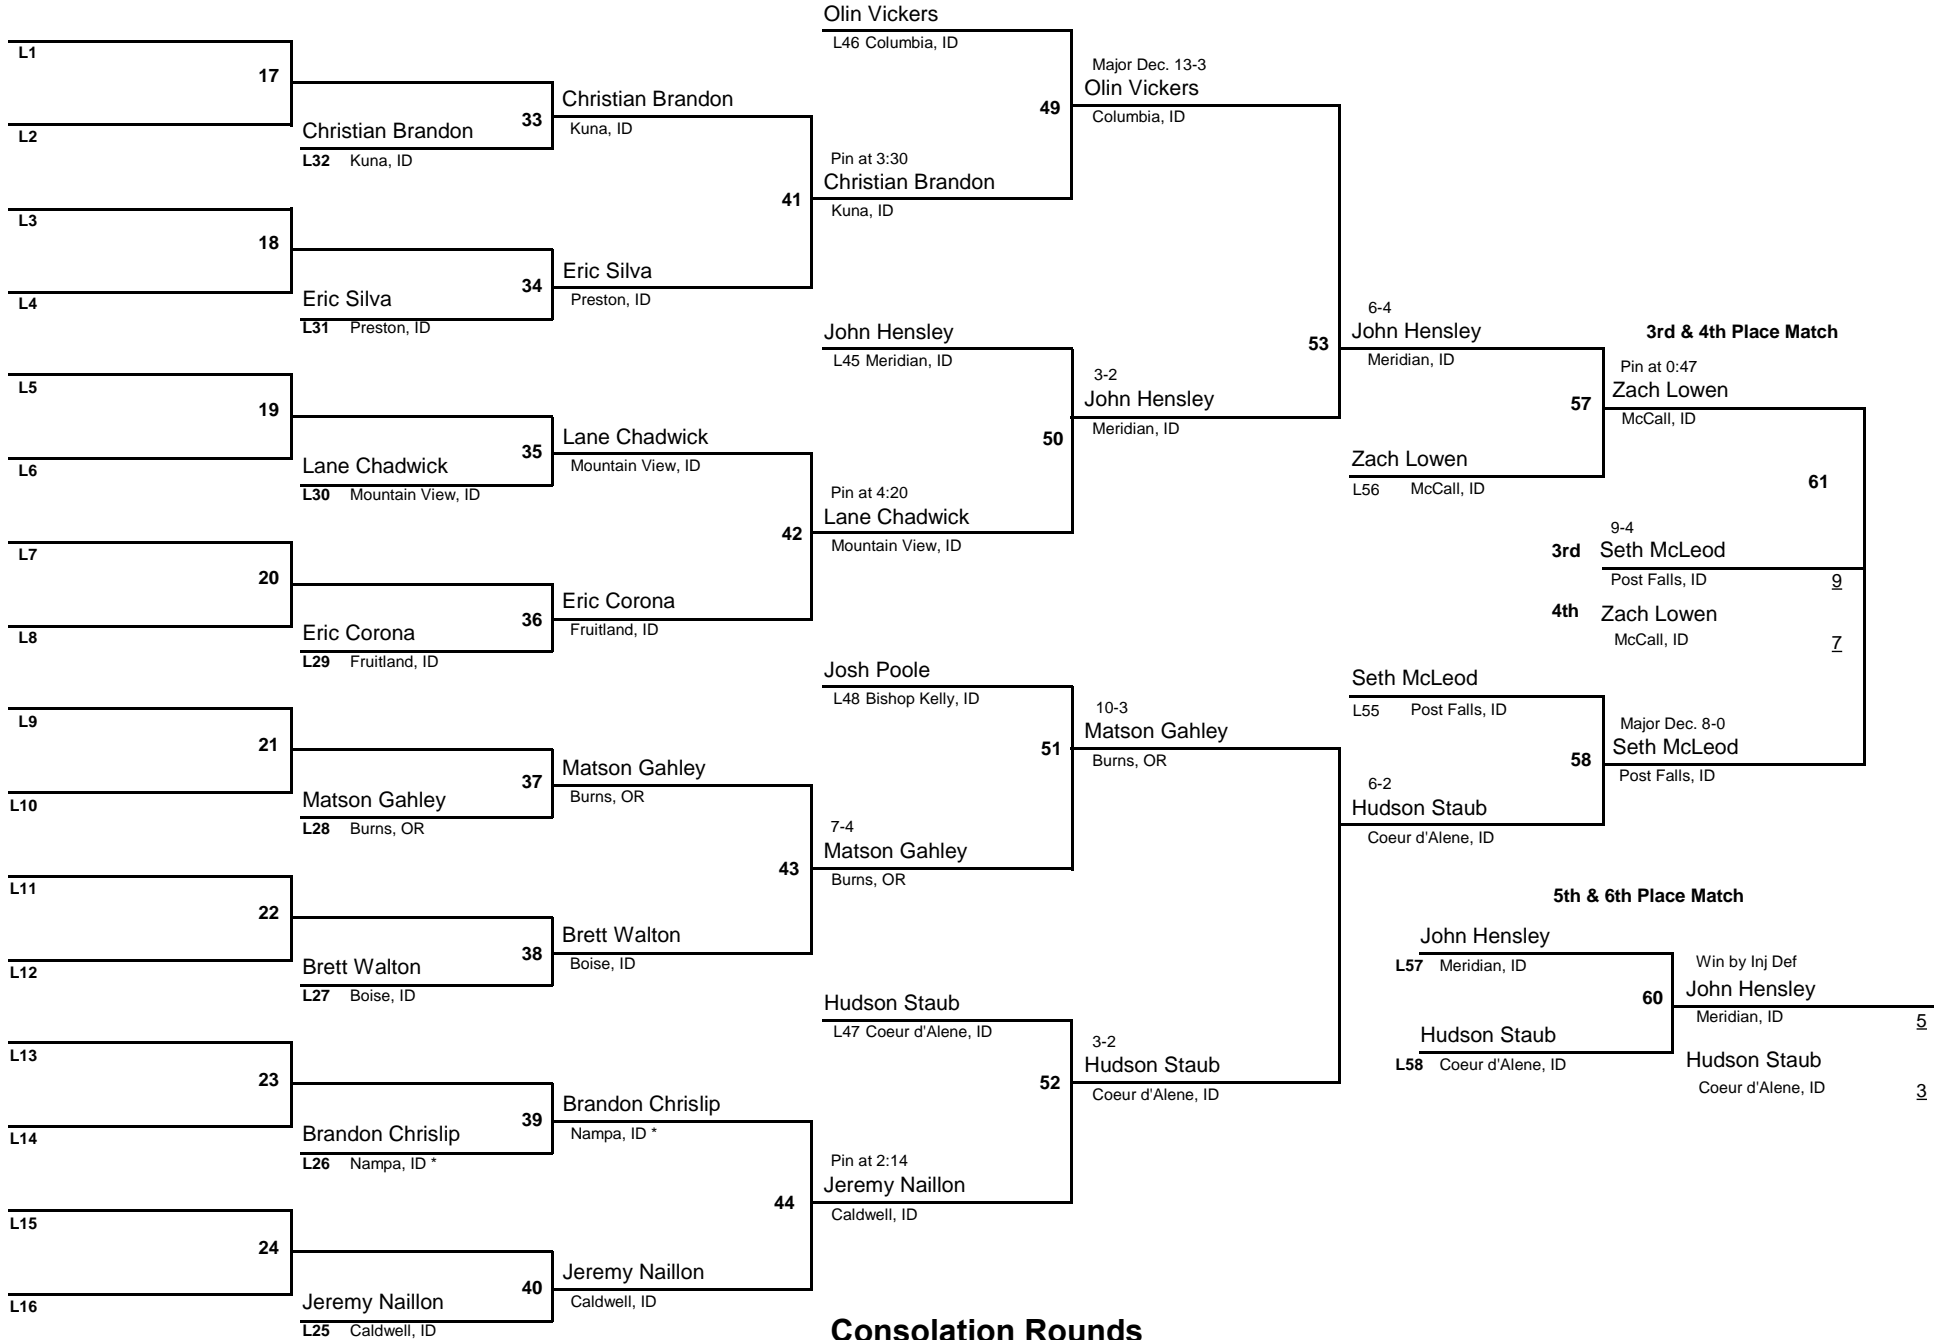 L1
17
L2
Christian Brandon
L32 Kuna, ID
33
L3
18
L4
Eric Silva
L31 Preston, ID
34
L5
19
L6
Lane Chadwick
L30 Mountain View, ID
35
L7
20
L8
Eric Corona
L29 Fruitland, ID
36
L9
21
L10
Matson Gahley
L28 Burns, OR
37
L11
22
L12
Brett Walton
L27 Boise, ID
38
L13
23
L14
Brandon Chrislip
L26 Nampa, ID *
39
L15
24
L16
Jeremy Naillon
L25 Caldwell, ID
40
Christian Brandon
Kuna, ID
41
Eric Silva
Preston, ID
Lane Chadwick
Mountain View, ID
42
Eric Corona
Fruitland, ID
Matson Gahley
Burns, OR
43
Brett Walton
Boise, ID
Brandon Chrislip
Nampa, ID *
44
Jeremy Naillon
Caldwell, ID
Olin Vickers
L46 Columbia, ID
49
Pin at 3:30
Christian Brandon
Kuna, ID
John Hensley
L45 Meridian, ID
50
Pin at 4:20
Lane Chadwick
Mountain View, ID
Josh Poole
L48 Bishop Kelly, ID
51
7-4
Matson Gahley
Burns, OR
Hudson Staub
L47 Coeur d'Alene, ID
52
Pin at 2:14
Jeremy Naillon
Caldwell, ID
Major Dec. 13-3
Olin Vickers
Columbia, ID
53
3-2
John Hensley
Meridian, ID
10-3
Matson Gahley
Burns, OR
3-2
Hudson Staub
Coeur d'Alene, ID
6-4
John Hensley
Meridian, ID
57
Zach Lowen
L56 McCall, ID
Seth McLeod
L55 Post Falls, ID
58
6-2
Hudson Staub
Coeur d'Alene, ID
3rd & 4th Place Match
Pin at 0:47
Zach Lowen
McCall, ID
61
9-4
3rd Seth McLeod
Post Falls, ID 9
4th Zach Lowen
McCall, ID 7
Major Dec. 8-0
Seth McLeod
Post Falls, ID
5th & 6th Place Match
John Hensley
L57 Meridian, ID
60
Hudson Staub
L58 Coeur d'Alene, ID
Win by Inj Def
John Hensley
Meridian, ID 5
Hudson Staub
Coeur d'Alene, ID 3
Consolation Rounds